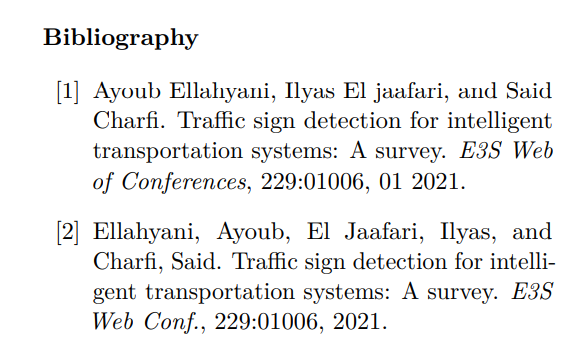 Bibliography
[1] Ayoub Ellahyani, Ilyas El jaafari, and Said
Charfi. Traffic sign detection for intelligent
transportation systems: A survey. E3S Web
of Conferences, 229:01006, 01 2021.
[2] Ellahyani, Ayoub, El Jaafari, Ilyas, and
Charfi, Said. Traffic sign detection for intelli-
gent transportation systems: A survey. E3S
Web Conf., 229:01006, 2021.